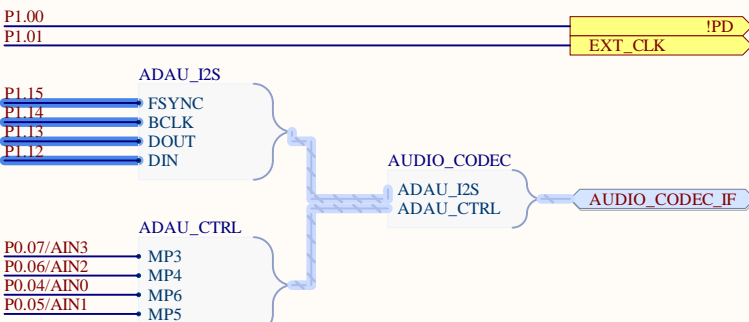 P1.00
!PD
P1.01
EXT_CLK
ADAU_I2S
P1.15
FSYNC
P1.14
BCLK
P1.13
DOUT
P1.12
DIN
AUDIO_CODEC
ADAU_I2S
ADAU_CTRL
AUDIO_CODEC_IF
ADAU_CTRL
P0.07/AIN3
MP3
P0.06/AIN2
MP4
P0.04/AIN0
MP6
P0.05/AIN1
MP5